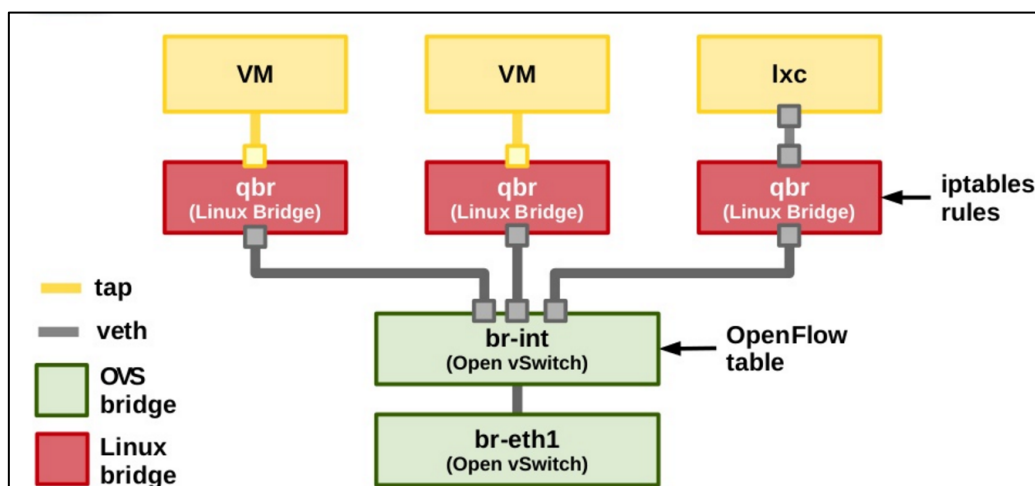 VM
VM
lxc
qbr
(Linux Bridge)
qbr
(Linux Bridge)
qbr
(Linux Bridge)
iptables
rules
tap
veth
OVS
bridge
Linux
bridge
br-int
(Open vSwitch)
OpenFlow
table
br-eth1
(Open vSwitch)